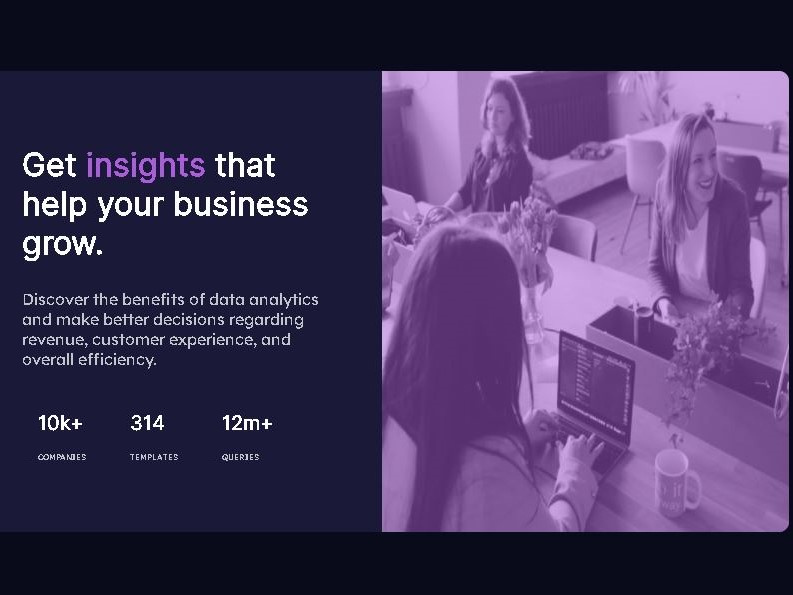 Get insights that
help your business
grow.
Discover the benefits of data analytics
and make better decisions regarding
revenue, customer experience, and
overall efficiency.
10k+ 314 12m+
COMPANIES TEMPLATES QUERIES